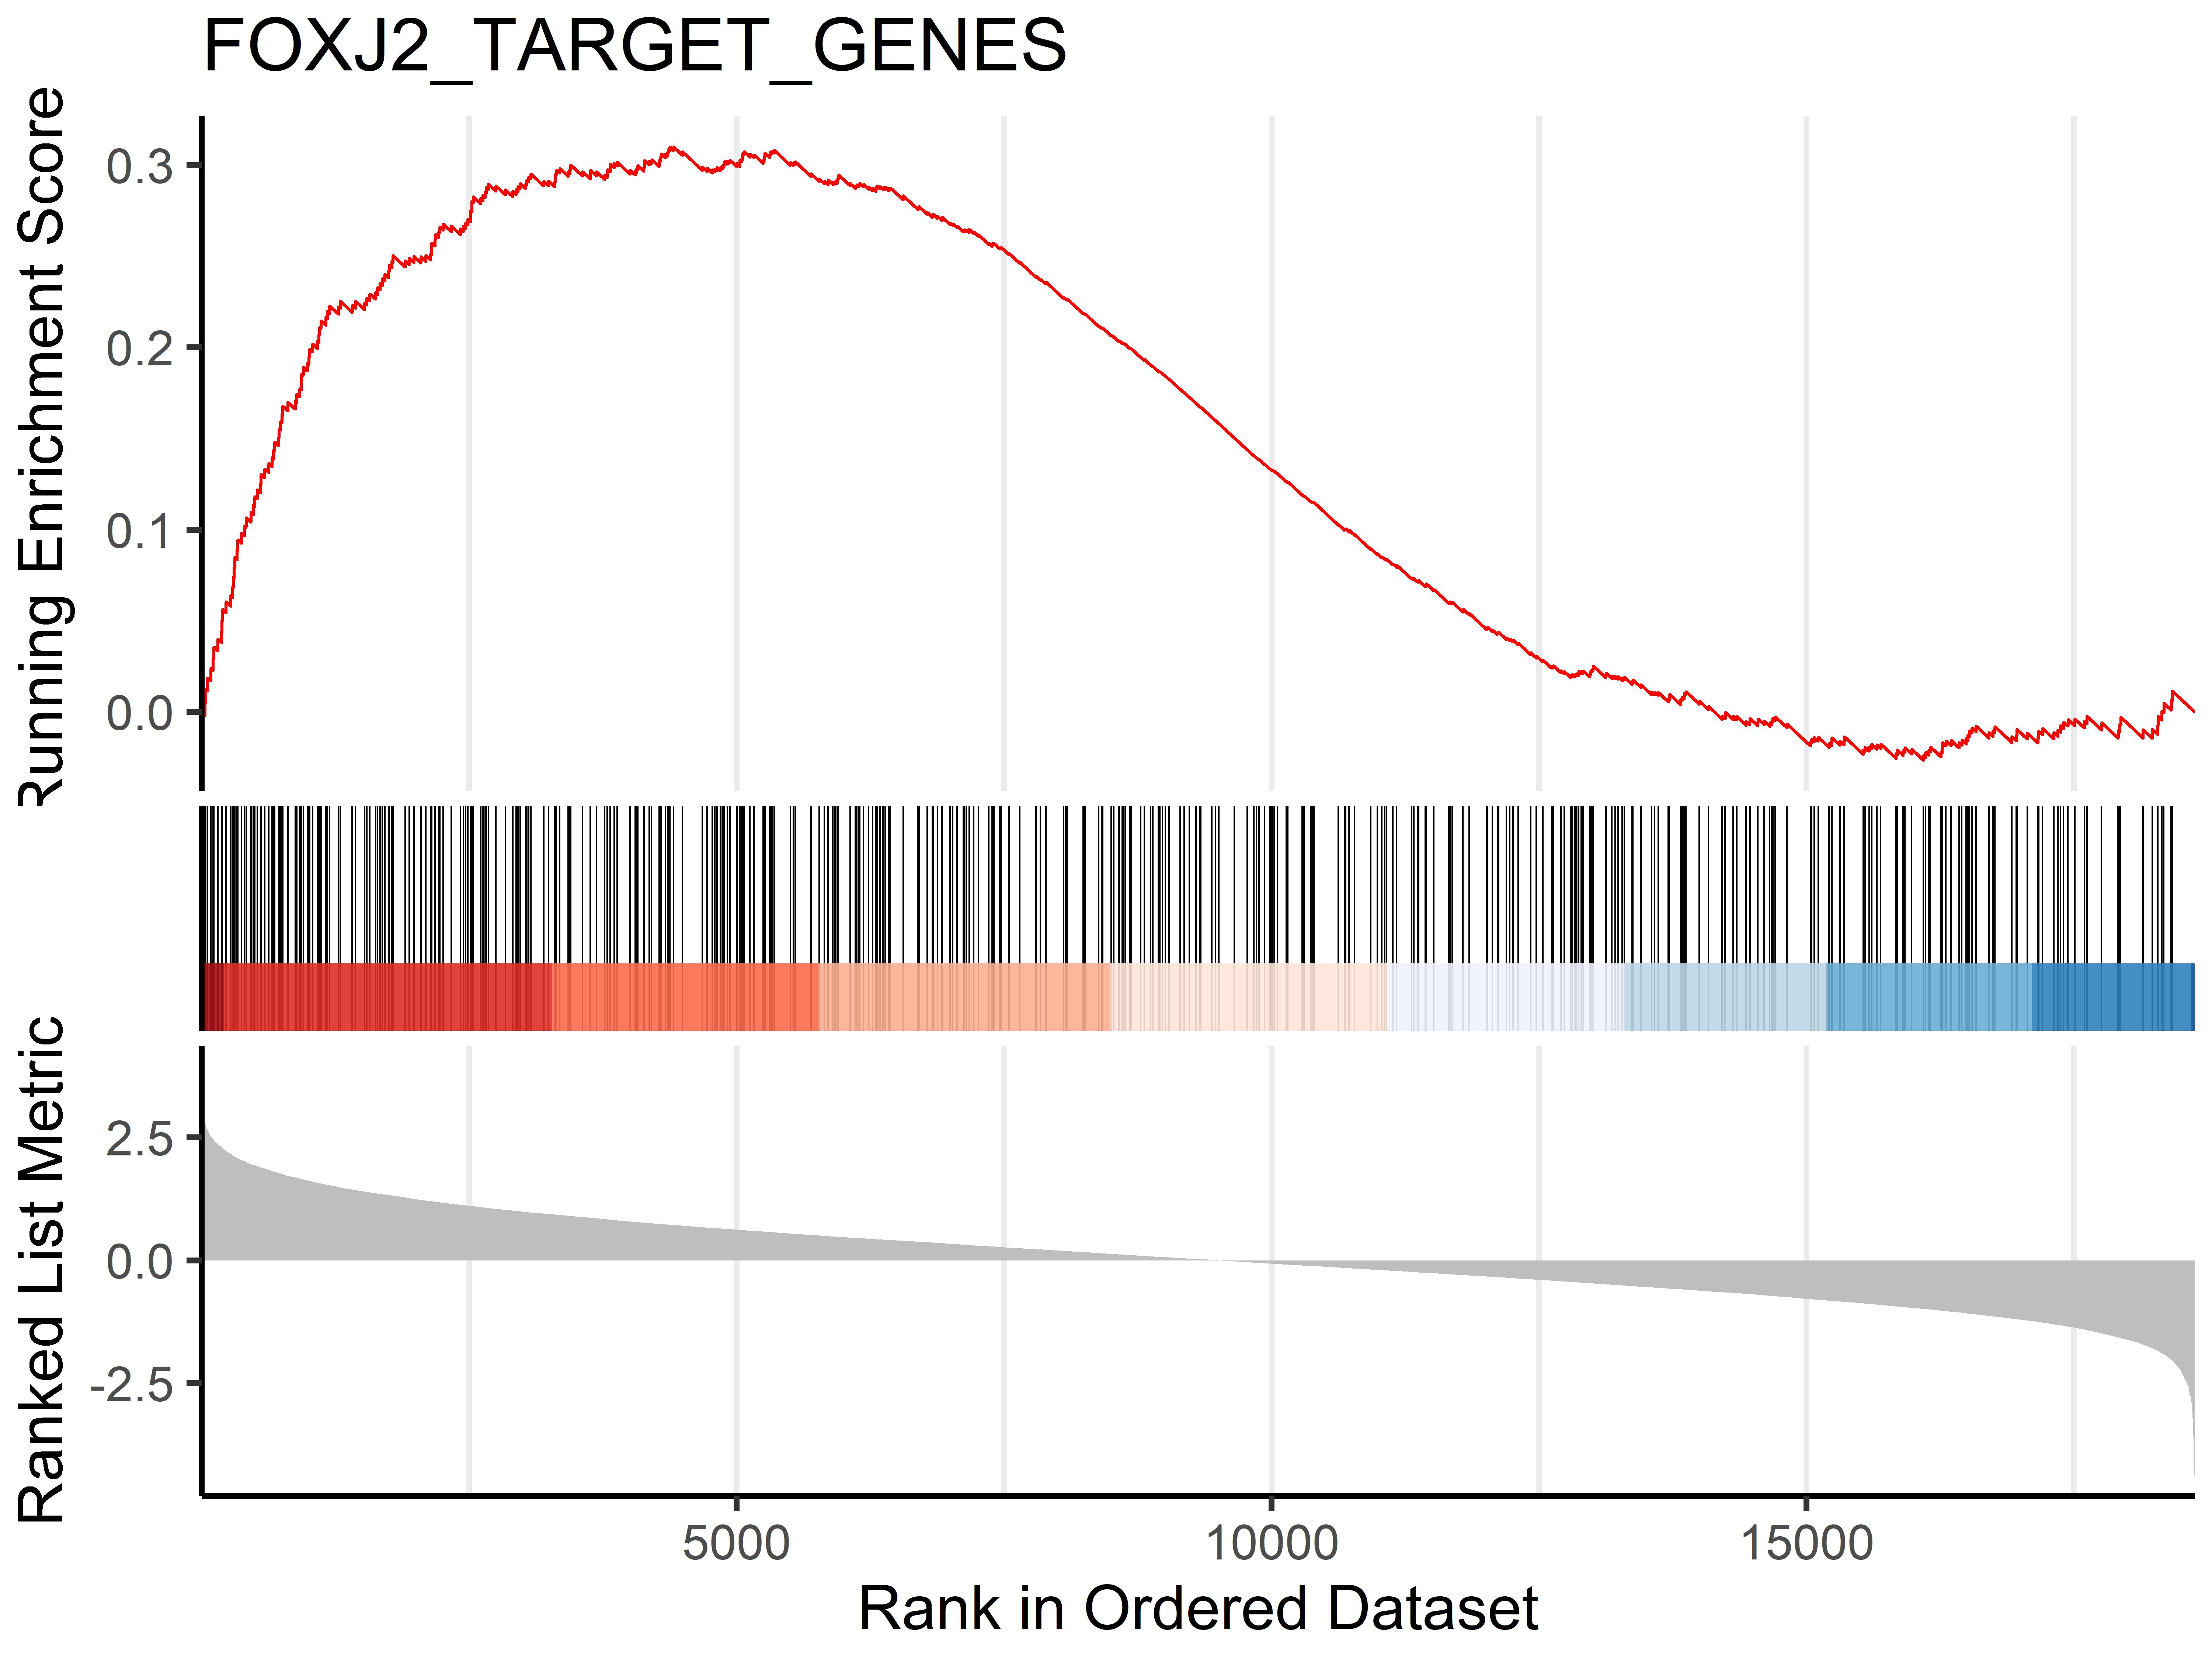 FOXJ2_TARGET_GENES
Running Enrichment Score
0.3
0.2
0.1
0.0
Ranked List Metric
2.5
0.0
-2.5
5000
10000
15000
Rank in Ordered Dataset